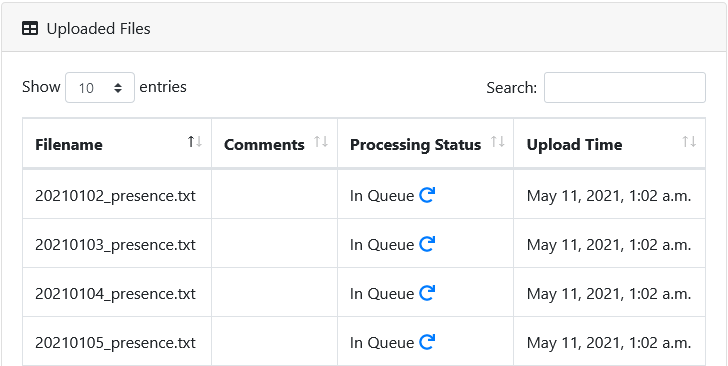 Uploaded Files
Show 10 entries Search:
Filename Comments Processing Status Upload Time
20210102_presence.txt In Queue May 11, 2021, 1:02 a.m.
20210103_presence.txt In Queue May 11, 2021, 1:02 a.m.
20210104_presence.txt In Queue May 11, 2021, 1:02 a.m.
20210105_presence.txt In Queue May 11, 2021, 1:02 a.m.